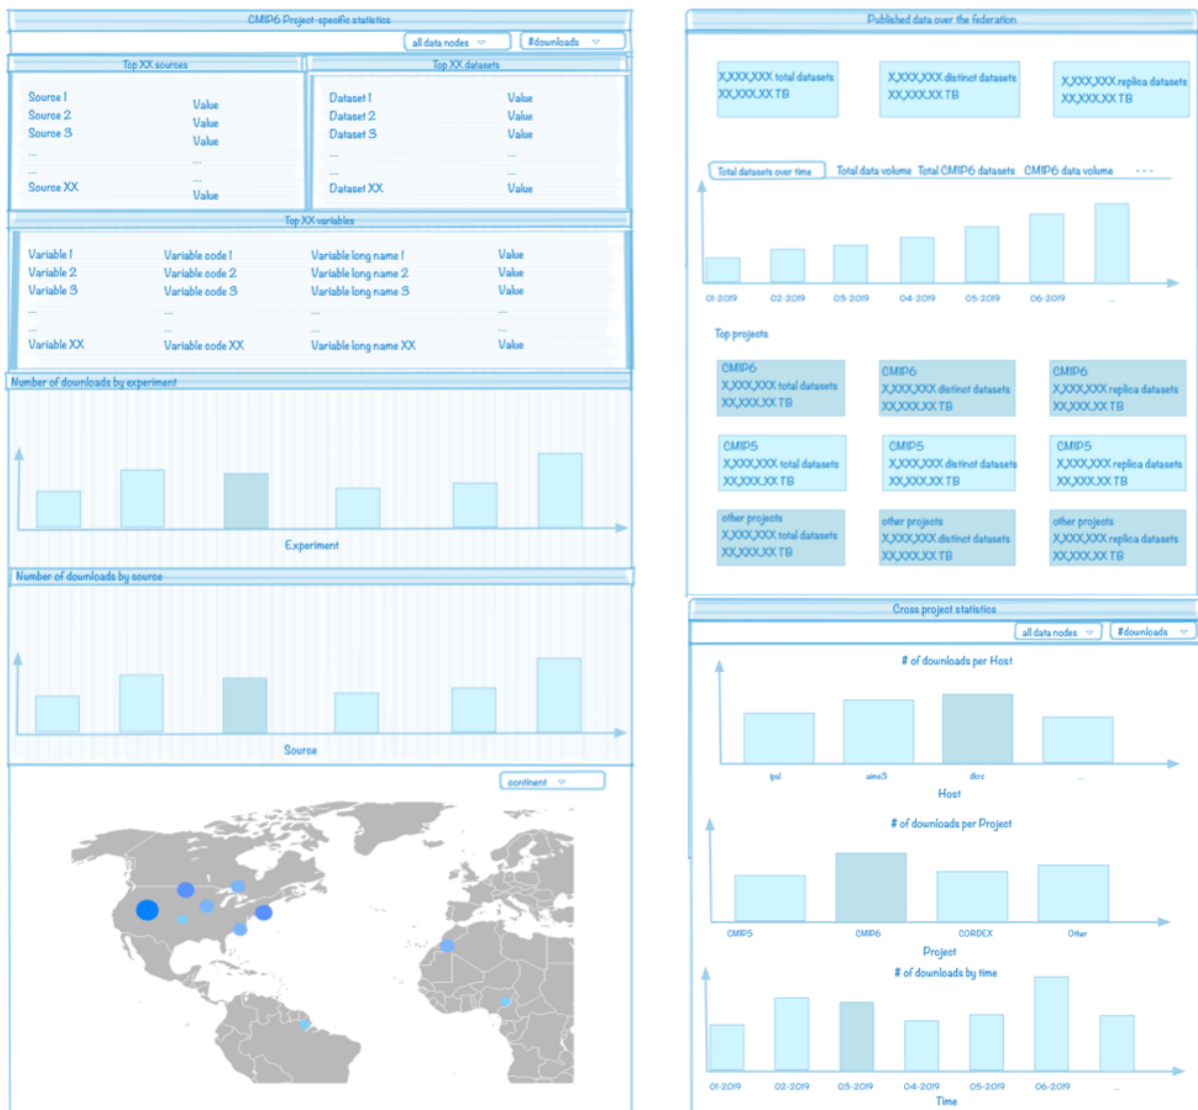 CMIP6 Project-specific statistics
all data nodes #downloads
Top XX sources
Source 1 Value
Source 2 Value
Source 3 Value
... ...
... ...
Source XX Value
Top XX datasets
Dataset 1 Value
Dataset 2 Value
Dataset 3 Value
... ...
... ...
Dataset XX Value
Top XX variables
Variable 1 Variable code 1 Variable long name 1 Value
Variable 2 Variable code 2 Variable long name 2 Value
Variable 3 Variable code 3 Variable long name 3 Value
... ... ...
... ... ...
Variable XX Variable code XX Variable long name XX Value
Number of downloads by experiment
Experiment
Number of downloads by source
Source
continent
Published data over the federation
X,XXX,XXX total datasets
XX,XXX.XX TB
X,XXX,XXX distinct datasets
XX,XXX.XX TB
X,XXX,XXX replica datasets
XX,XXX.XX TB
Total datasets over time Total data volume Total CMIP6 datasets CMIP6 data volume ---
01-2019 02-2019 03-2019 04-2019 05-2019 06-2019 ...
Top projects
CMIP6
X,XXX,XXX total datasets
XX,XXX.XX TB
CMIP6
X,XXX,XXX distinct datasets
XX,XXX.XX TB
CMIP6
X,XXX,XXX replica datasets
XX,XXX.XX TB
CMIP5
X,XXX,XXX total datasets
XX,XXX.XX TB
CMIP5
X,XXX,XXX distinct datasets
XX,XXX.XX TB
CMIP5
X,XXX,XXX replica datasets
XX,XXX.XX TB
other projects
X,XXX,XXX total datasets
XX,XXX.XX TB
other projects
X,XXX,XXX distinct datasets
XX,XXX.XX TB
other projects
X,XXX,XXX replica datasets
XX,XXX.XX TB
Cross project statistics
all data nodes #downloads
# of downloads per Host
ipsl aims3 dkrz ...
Host
# of downloads per Project
CMIP5 CMIP6 CORDEX Other
Project
# of downloads by time
01-2019 02-2019 03-2019 04-2019 05-2019 06-2019 ...
Time